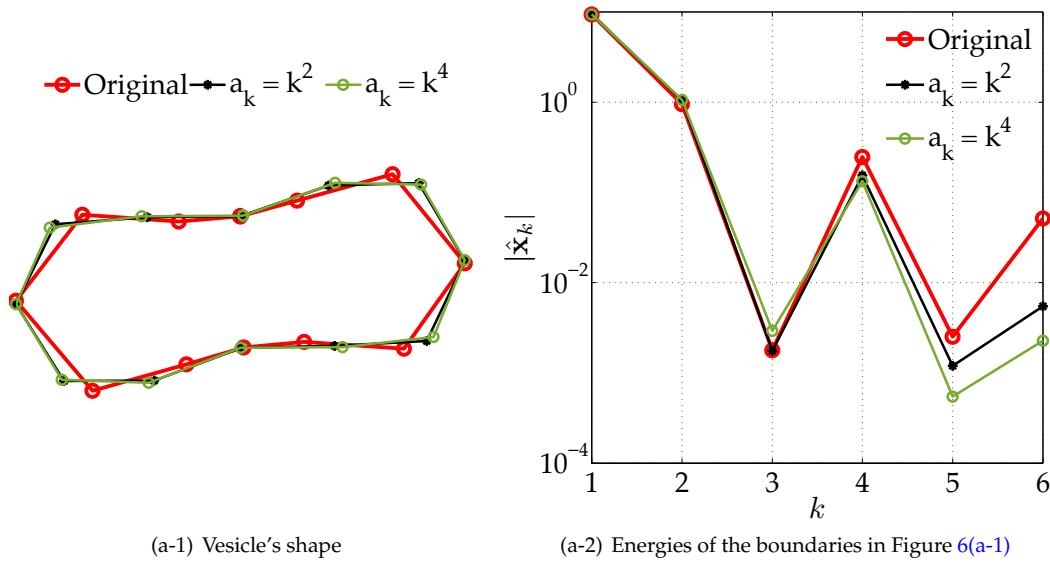 Original a_k = k^2 a_k = k^4
(a-1) Vesicle's shape
Original
a_k = k^2
a_k = k^4
10^0
10^-2
10^-4
|x̂_k|
1 2 3 4 5 6
k
(a-2) Energies of the boundaries in Figure 6(a-1)